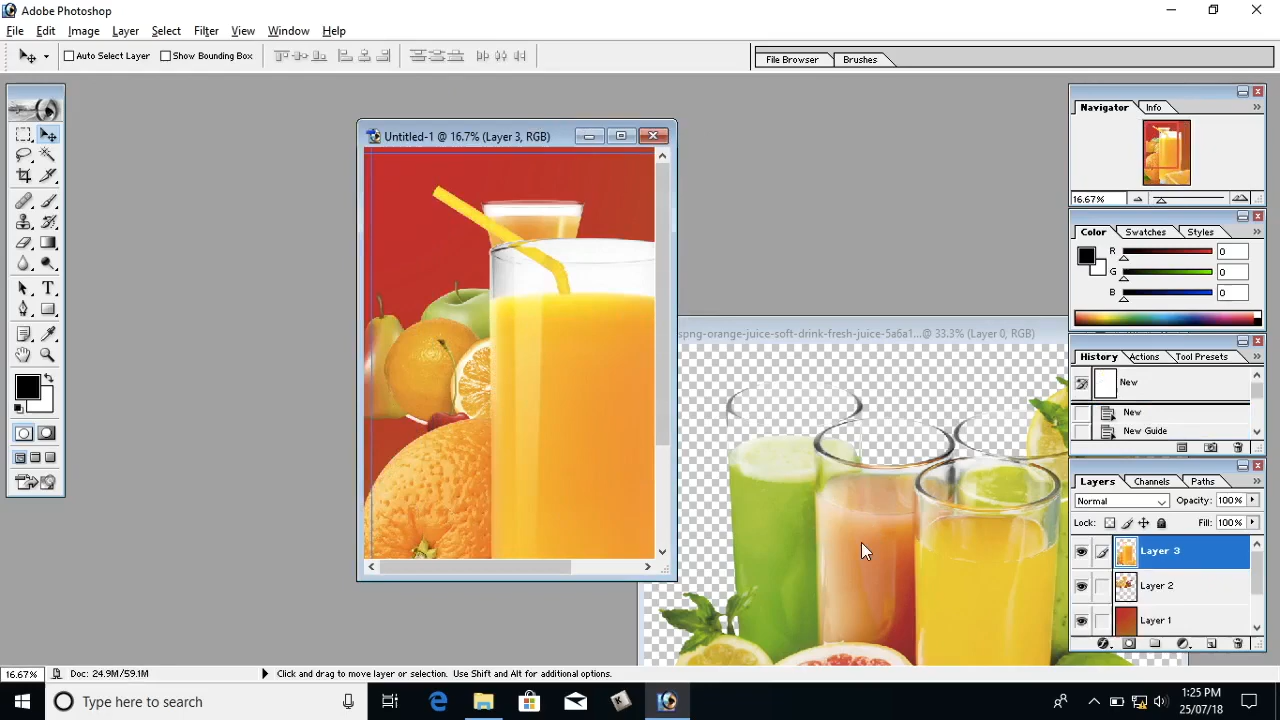 Adobe Photoshop
File Edit Image Layer Select Filter View Window Help
Auto Select Layer Show Bounding Box
File Browser Brushes
Untitled-1 @ 16.7% (Layer 3, RGB)
spng-orange-juice-soft-drink-fresh-juice-5a6a1...@ 33.3% (Layer 0, RGB)
Navigator Info
16.67%
Color Swatches Styles
R 0
G 0
B 0
History Actions Tool Presets
New
New
New Guide
Layers Channels Paths
Normal Opacity: 100%
Lock: Fill: 100%
Layer 3
Layer 2
Layer 1
16.67% Doc: 24.9M/59.1M Click and drag to move layer or selection. Use Shift and Alt for additional options.
Type here to search
1:25 PM
25/07/18